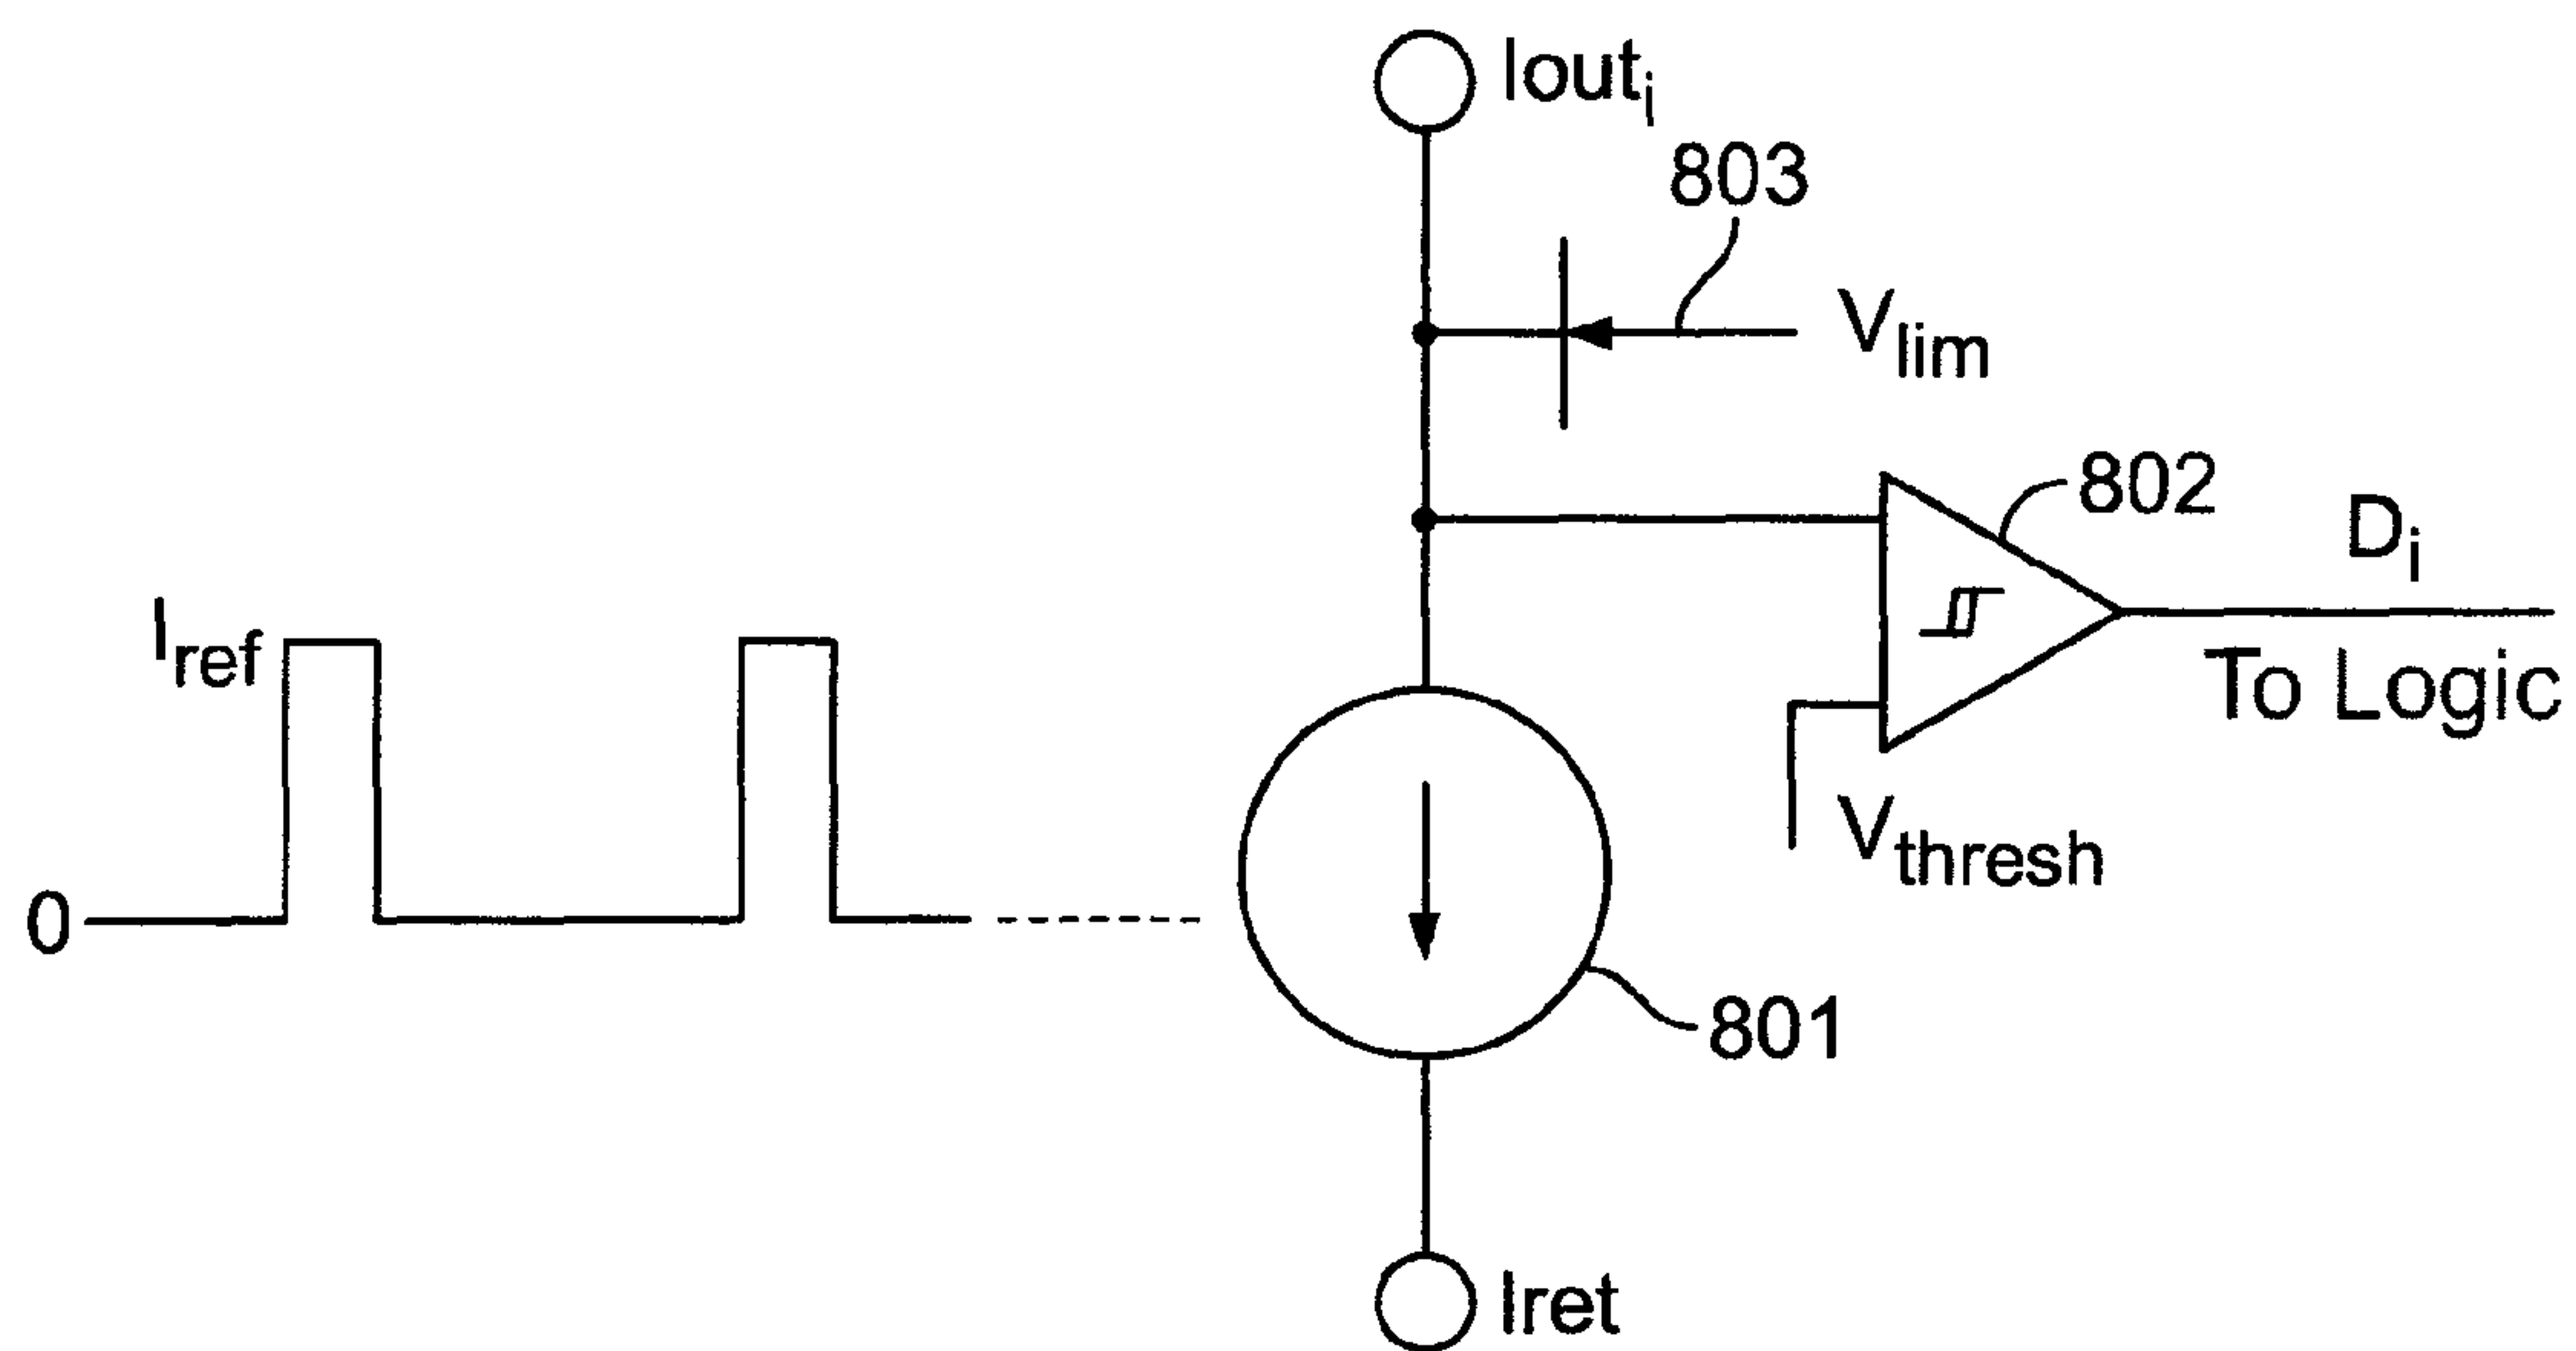 Iout_i
803
V_lim
802
D_i
I_ref
To Logic
V_thresh
0
801
Iret